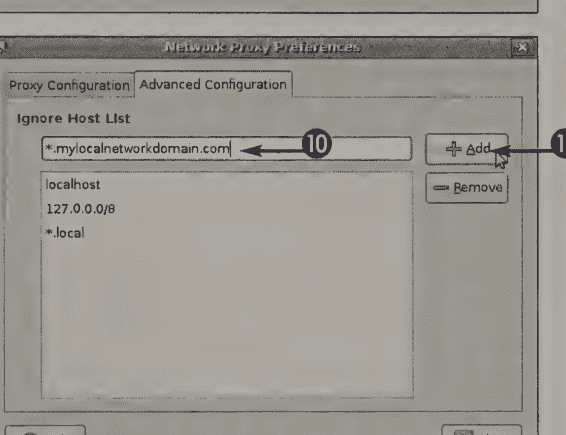 Network Proxy Preferences
Proxy Configuration Advanced Configuration
Ignore Host List
*.mylocalnetworkdomain.com 10 Add
localhost Remove
127.0.0.0/8
*.local